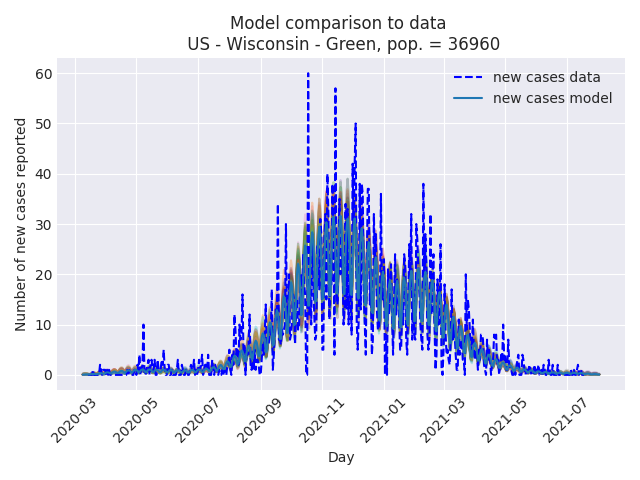 Model comparison to data
US - Wisconsin - Green, pop. = 36960
new cases data
new cases model
Number of new cases reported
60
50
40
30
20
10
0
2020-03
2020-05
2020-07
2020-09
2020-11
2021-01
2021-03
2021-05
2021-07
Day